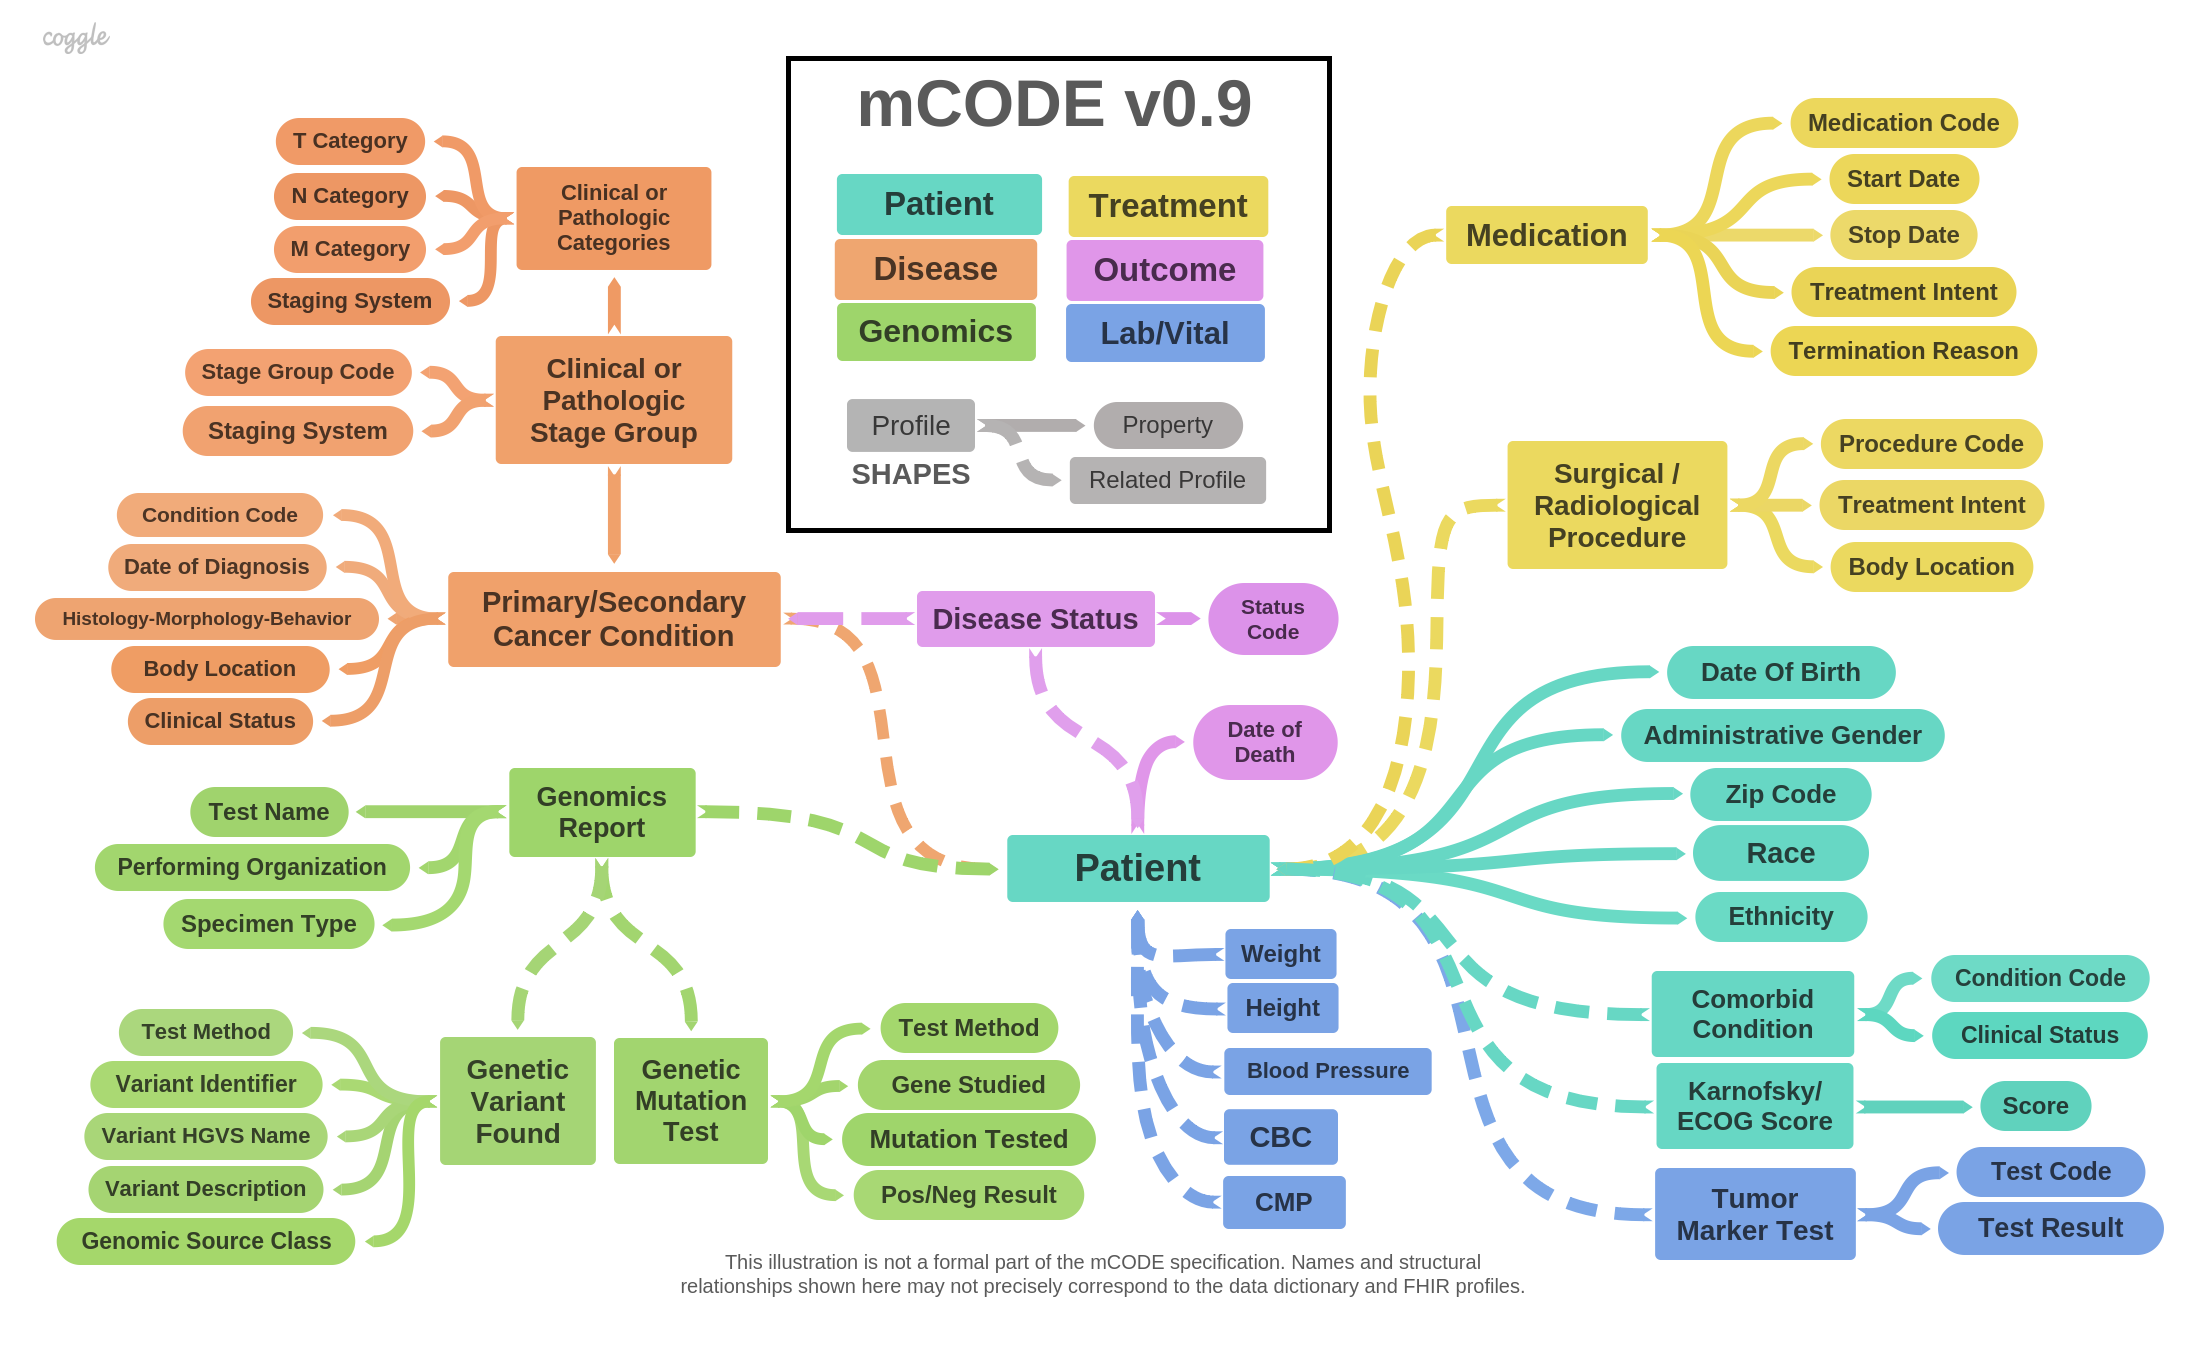 coggle
mCODE v0.9
Patient
Treatment
Disease
Outcome
Genomics
Lab/Vital
Profile
Property
SHAPES
Related Profile
T Category
N Category
M Category
Staging System
Clinical or
Pathologic
Categories
Stage Group Code
Staging System
Clinical or
Pathologic
Stage Group
Condition Code
Date of Diagnosis
Histology-Morphology-Behavior
Body Location
Clinical Status
Primary/Secondary
Cancer Condition
Disease Status
Status
Code
Date of
Death
Test Name
Performing Organization
Specimen Type
Genomics
Report
Test Method
Variant Identifier
Variant HGVS Name
Variant Description
Genomic Source Class
Genetic
Variant
Found
Genetic
Mutation
Test
Test Method
Gene Studied
Mutation Tested
Pos/Neg Result
Patient
Weight
Height
Blood Pressure
CBC
CMP
Medication
Medication Code
Start Date
Stop Date
Treatment Intent
Termination Reason
Surgical /
Radiological
Procedure
Procedure Code
Treatment Intent
Body Location
Date Of Birth
Administrative Gender
Zip Code
Race
Ethnicity
Comorbid
Condition
Condition Code
Clinical Status
Karnofsky/
ECOG Score
Score
Tumor
Marker Test
Test Code
Test Result
This illustration is not a formal part of the mCODE specification. Names and structural
relationships shown here may not precisely correspond to the data dictionary and FHIR profiles.